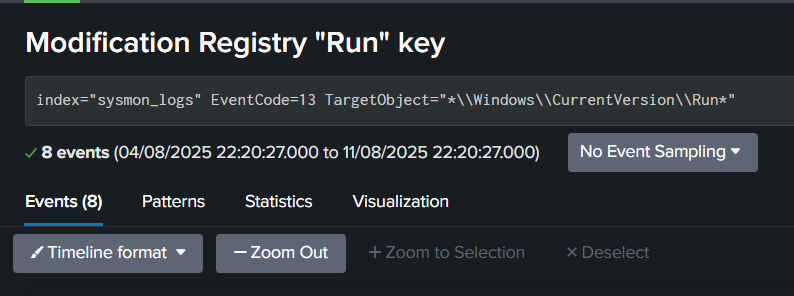 Modification Registry "Run" key
index="sysmon_logs" EventCode=13 TargetObject="*\\Windows\\CurrentVersion\\Run*"
8 events (04/08/2025 22:20:27.000 to 11/08/2025 22:20:27.000) No Event Sampling
Events (8) Patterns Statistics Visualization
Timeline format — Zoom Out + Zoom to Selection × Deselect